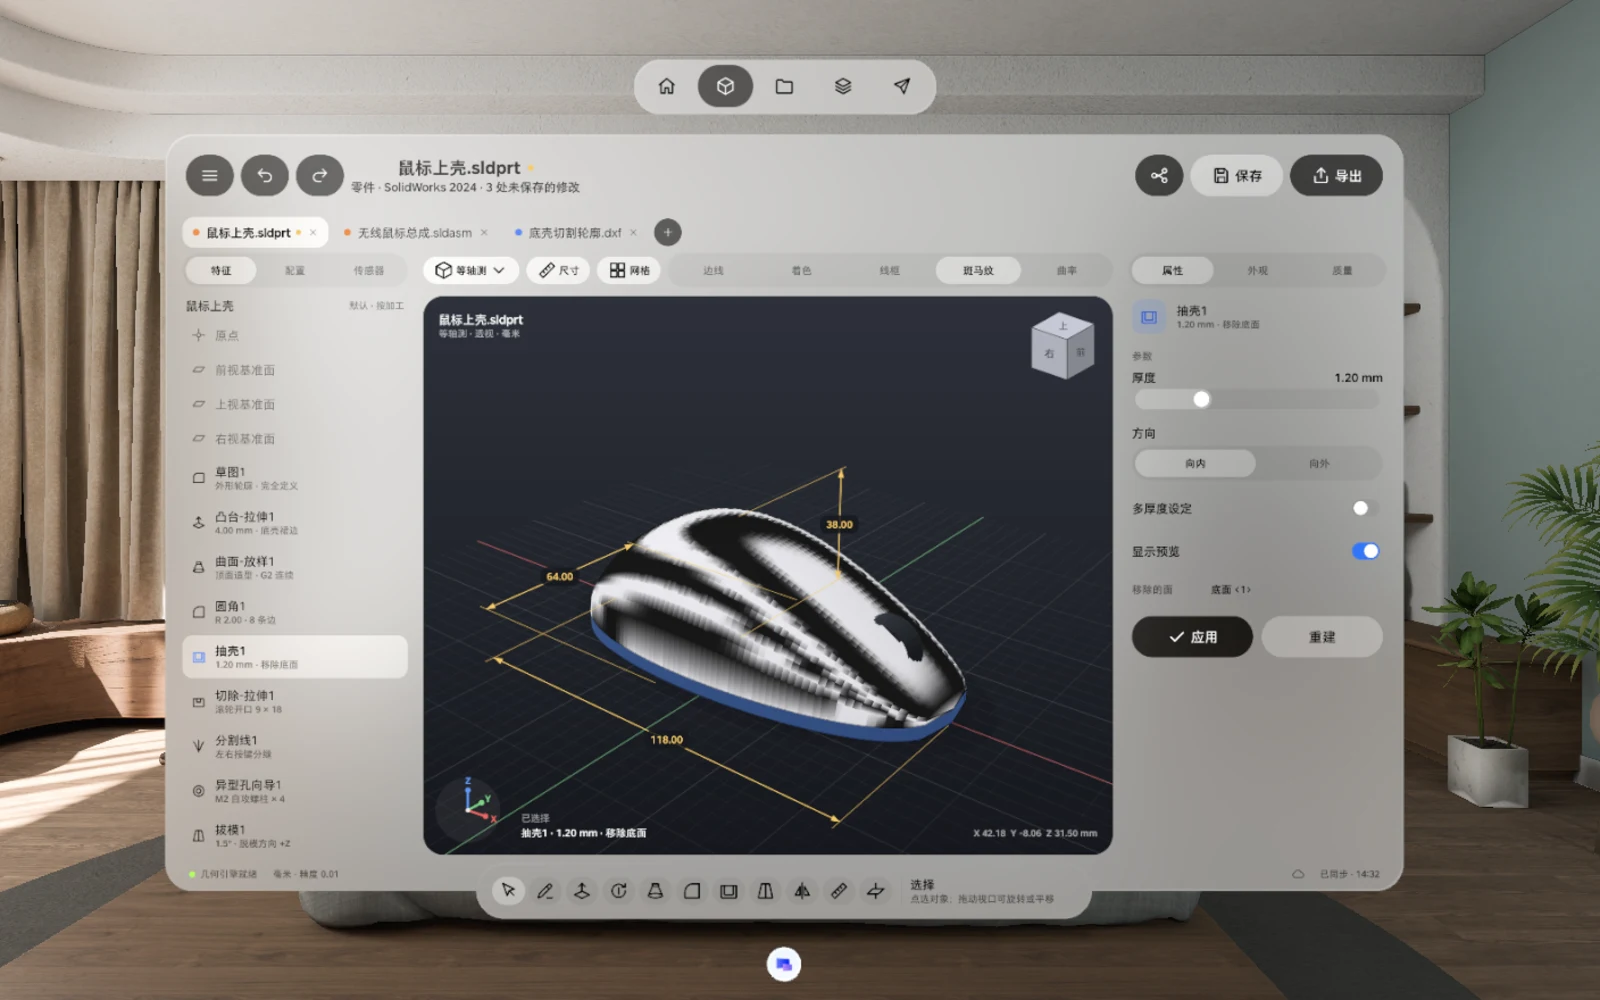 鼠标上壳.sldprt
零件 · SolidWorks 2024 · 3 处未保存的修改
保存
导出
鼠标上壳.sldprt
无线鼠标总成.sldasm
底壳切割轮廓.dxf
特征
配置
传感器
等轴测
尺寸
网格
边线
着色
线框
斑马纹
曲率
属性
外观
质量
鼠标上壳
默认 · 按加工
原点
前视基准面
上视基准面
右视基准面
草图1
外形轮廓 · 完全定义
凸台-拉伸1
4.00 mm · 底壳裙边
曲面-放样1
顶面造型 · G2 连续
圆角1
R 2.00 · 8 条边
抽壳1
1.20 mm · 移除底面
切除-拉伸1
滚轮开口 9 × 18
分割线1
左右按键分缝
异型孔向导1
M2 自攻螺柱 × 4
拔模1
1.5° · 脱模方向 +Z
几何引擎就绪
毫米 · 精度 0.01
鼠标上壳.sldprt
等轴测 · 透视 · 毫米
上
右
前
38.00
64.00
118.00
Z
Y
X
已选择
抽壳1 · 1.20 mm · 移除底面
X 42.18 Y -8.06 Z 31.50 mm
抽壳1
1.20 mm · 移除底面
参数
厚度
1.20 mm
方向
向内
向外
多厚度设定
显示预览
移除的面
底面 <1>
应用
重建
已同步 · 14:32
选择
点选对象，拖动视口可旋转或平移